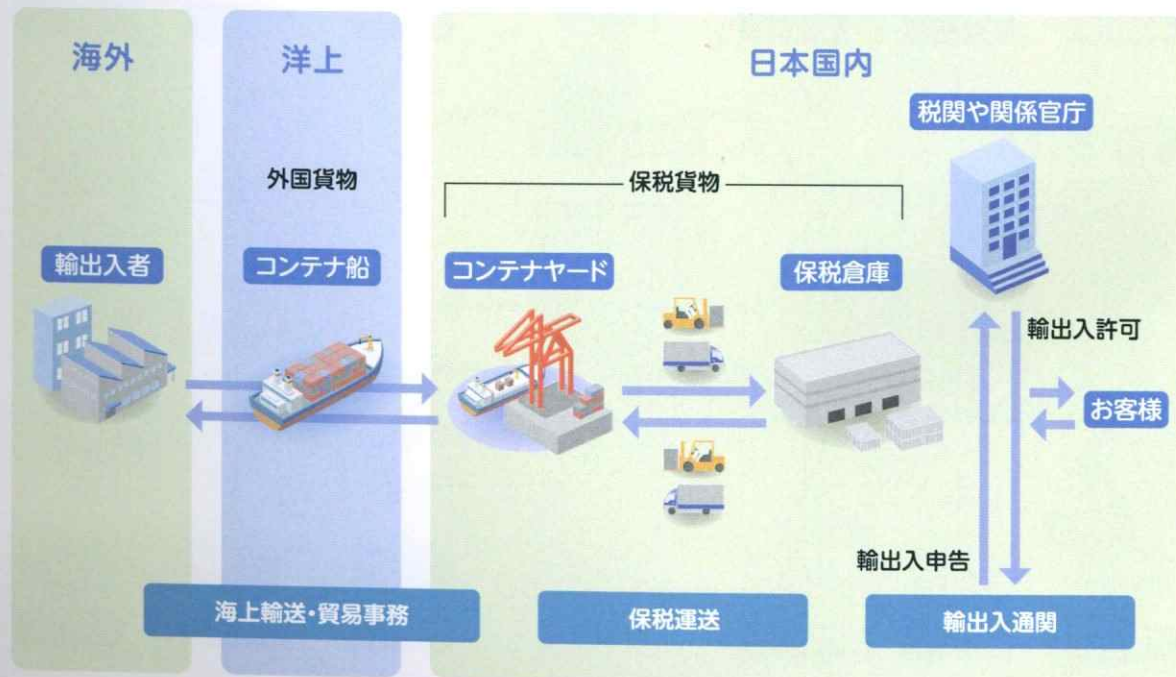 海外
洋上
日本国内
税関や関係官庁
外国貨物
保税貨物
輸出入者
コンテナ船
コンテナヤード
保税倉庫
輸出入許可
お客様
輸出入申告
海上輸送・貿易事務
保税運送
輸出入通関